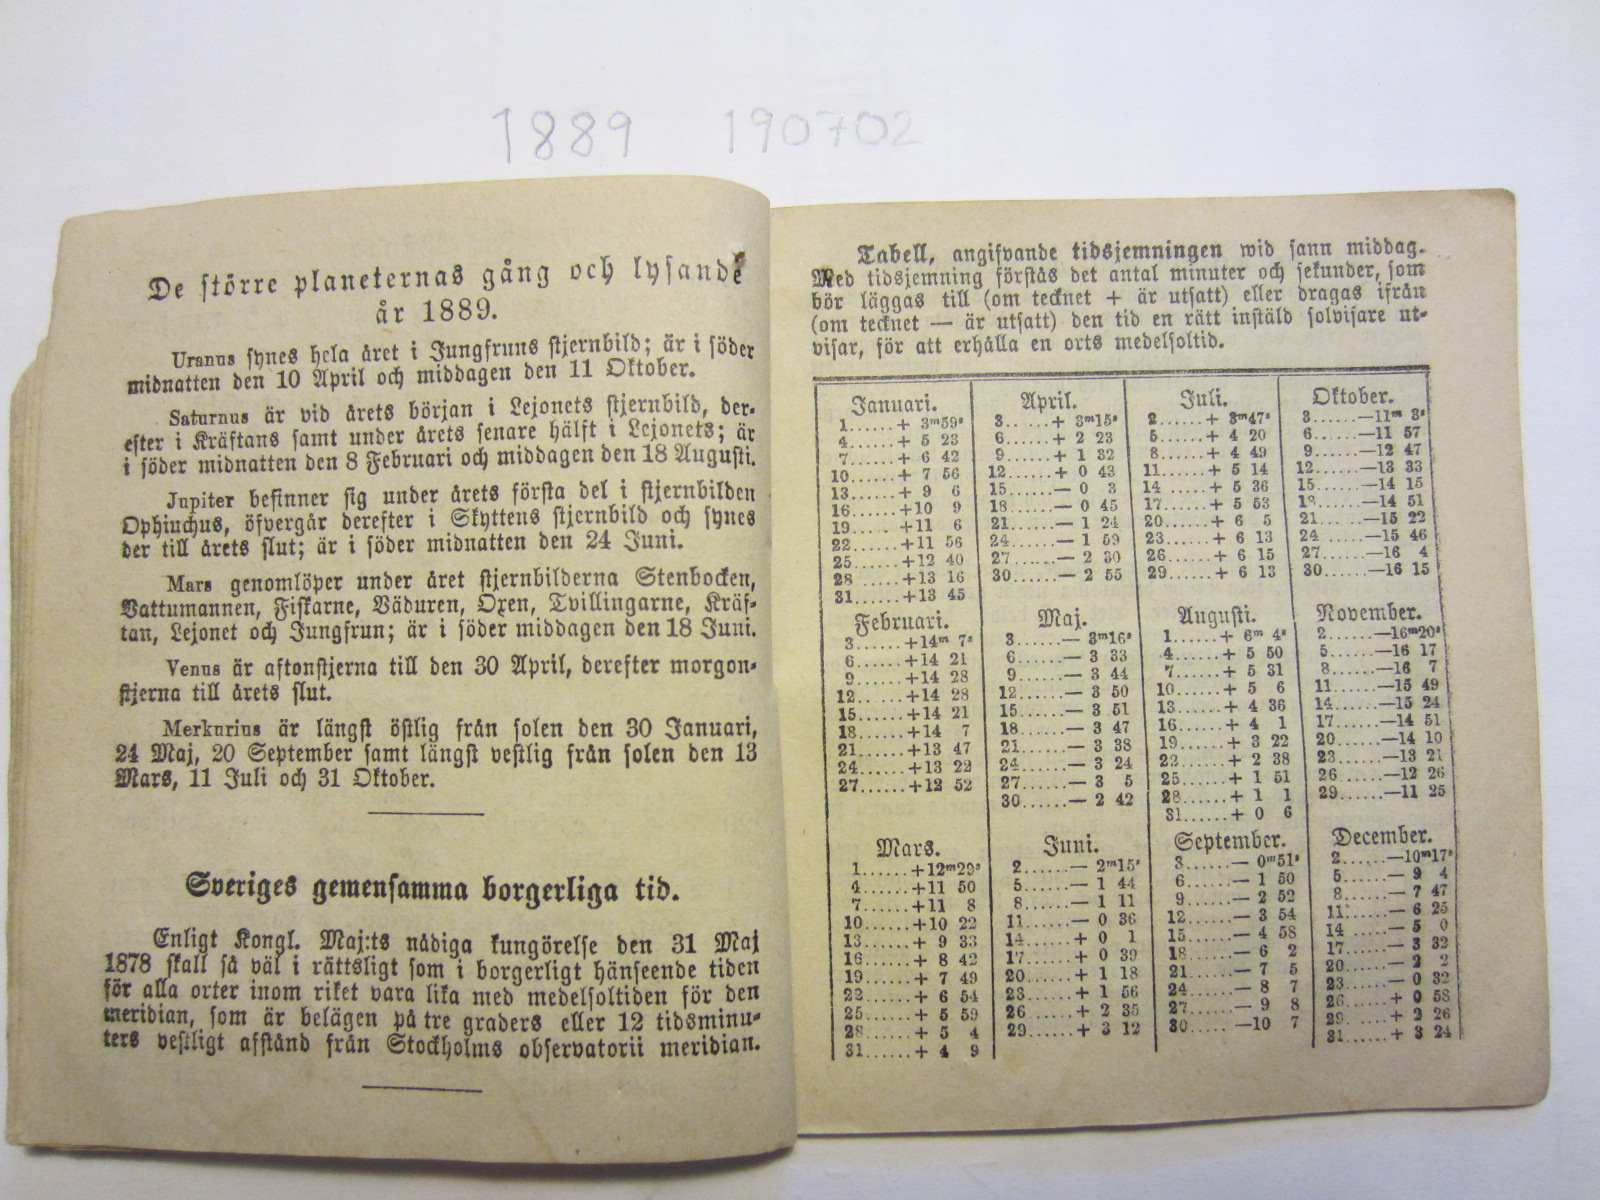 1889 190702
De större planeternas gång och lysande
år 1889.
Uranus synes hela året i Jungfruns stjernbild; är i söder
midnatten den 10 April och middagen den 11 Oktober.
Saturnus är vid årets början i Lejonets stjernbild, der-
efter i Kräftans samt under årets senare hälft i Lejonets; är
i söder midnatten den 8 Februari och middagen den 18 Augusti.
Jupiter befinner sig under årets första del i stjernbilden
Ophiuchus, öfvergår derefter i Skyttens stjernbild och synes
der till årets slut; är i söder midnatten den 24 Juni.
Mars genomlöper under året stjernbilderna Stenbocken,
Vattumannen, Fiskarne, Väduren, Oxen, Tvillingarne, Kräf-
tan, Lejonet och Jungfrun; är i söder middagen den 18 Juni.
Venus är aftonstjerna till den 30 April, derefter morgon-
stjerna till årets slut.
Merkurius är längst östlig från solen den 30 Januari,
24 Maj, 20 September samt längst vestlig från solen den 13
Mars, 11 Juli och 31 Oktober.
Sveriges gemensamma borgerliga tid.
Enligt Kongl. Maj:ts nådiga kungörelse den 31 Maj
1878 skall så väl i rättsligt som i borgerligt hänseende tiden
för alla orter inom riket vara lika med medelsoltiden för den
meridian, som är belägen på tre graders eller 12 tidsminu-
ters vestligt afstånd från Stockholms observatorii meridian.
Tabell, angifvande tidsjemningen wid sann middag.
Med tidsjemning förstås det antal minuter och sekunder, som
bör läggas till (om tecknet + är utsatt) eller dragas ifrån
(om tecknet — är utsatt) den tid en rätt instäld solvisare ut-
visar, för att erhålla en orts medelsoltid.
Januari.
1......+ 3m59s
4......+ 5 23
7......+ 6 42
10......+ 7 56
13......+ 9 6
16......+10 9
19......+11 6
22......+11 56
25......+12 40
28......+13 16
31......+13 45
Februari.
3......+14m 7s
6......+14 21
9......+14 28
12......+14 28
15......+14 21
18......+14 7
21......+13 47
24......+13 22
27......+12 52
Mars.
1......+12m29s
4......+11 50
7......+11 8
10......+10 22
13......+ 9 33
16......+ 8 42
19......+ 7 49
22......+ 6 54
25......+ 5 59
28......+ 5 4
31......+ 4 9
April.
3......+ 3m15s
6......+ 2 23
9......+ 1 32
12......+ 0 43
15......— 0 3
18......— 0 45
21......— 1 24
24......— 1 59
27......— 2 30
30......— 2 55
Maj.
3......— 3m16s
6......— 3 33
9......— 3 44
12......— 3 50
15......— 3 51
18......— 3 47
21......— 3 38
24......— 3 24
27......— 3 5
30......— 2 42
Juni.
2......— 2m15s
5......— 1 44
8......— 1 11
11......— 0 36
14......+ 0 1
17......+ 0 39
20......+ 1 18
23......+ 1 56
26......+ 2 35
29......+ 3 12
Juli.
2......+ 3m47s
5......+ 4 20
8......+ 4 49
11......+ 5 14
14......+ 5 36
17......+ 5 53
20......+ 6 5
23......+ 6 13
26......+ 6 15
29......+ 6 13
Augusti.
1......+ 6m 4s
4......+ 5 50
7......+ 5 31
10......+ 5 6
13......+ 4 36
16......+ 4 1
19......+ 3 22
22......+ 2 38
25......+ 1 51
28......+ 1 1
31......+ 0 6
September.
3......— 0m51s
6......— 1 50
9......— 2 52
12......— 3 54
15......— 4 58
18......— 6 2
21......— 7 5
24......— 8 7
27......— 9 8
30......—10 7
Oktober.
3......—11m 3s
6......—11 57
9......—12 47
12......—13 33
15......—14 15
18......—14 51
21......—15 22
24......—15 46
27......—16 4
30......—16 15
November.
2......—16m20s
5......—16 17
8......—16 7
11......—15 49
14......—15 24
17......—14 51
20......—14 10
23......—13 21
26......—12 26
29......—11 25
December.
2......—10m17s
5......— 9 4
8......— 7 47
11......— 6 25
14......— 5 0
17......— 3 32
20......— 2 2
23......— 0 32
26......+ 0 58
29......+ 2 26
31......+ 3 24